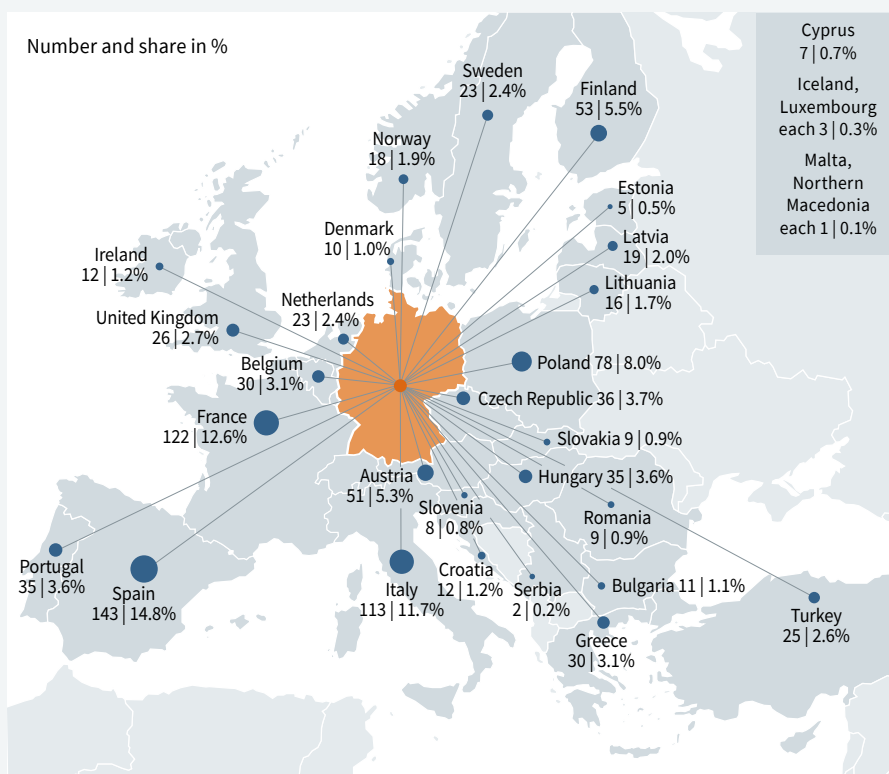 Number and share in %
Cyprus
7 | 0.7%
Iceland,
Luxembourg
each 3 | 0.3%
Malta,
Northern
Macedonia
each 1 | 0.1%
Sweden
23 | 2.4%
Finland
53 | 5.5%
Norway
18 | 1.9%
Estonia
5 | 0.5%
Denmark
10 | 1.0%
Latvia
19 | 2.0%
Ireland
12 | 1.2%
Lithuania
16 | 1.7%
Netherlands
23 | 2.4%
United Kingdom
26 | 2.7%
Belgium
30 | 3.1%
Poland 78 | 8.0%
Czech Republic 36 | 3.7%
France
122 | 12.6%
Slovakia 9 | 0.9%
Austria
51 | 5.3%
Hungary 35 | 3.6%
Slovenia
8 | 0.8%
Romania
9 | 0.9%
Portugal
35 | 3.6%
Spain
143 | 14.8%
Italy
113 | 11.7%
Croatia
12 | 1.2%
Serbia
2 | 0.2%
Bulgaria 11 | 1.1%
Turkey
25 | 2.6%
Greece
30 | 3.1%